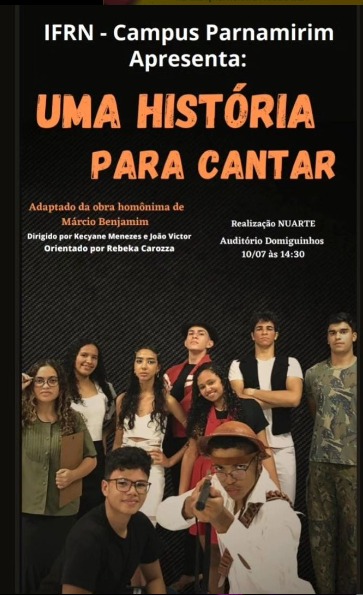 IFRN - Campus Parnamirim
Apresenta:
UMA HISTÓRIA
PARA CANTAR
Adaptado da obra homônima de
Márcio Benjamim
Dirigido por Kecyane Menezes e João Victor
Orientado por Rebeka Carozza
Realização NUARTE
Auditório Domiguinhos
10/07 às 14:30